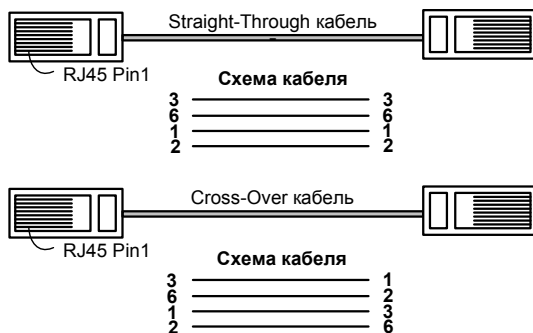 Straight-Through кабель
RJ45 Pin1
Схема кабеля
3 3
6 6
1 1
2 2
Cross-Over кабель
RJ45 Pin1
Схема кабеля
3 1
6 2
1 3
2 6